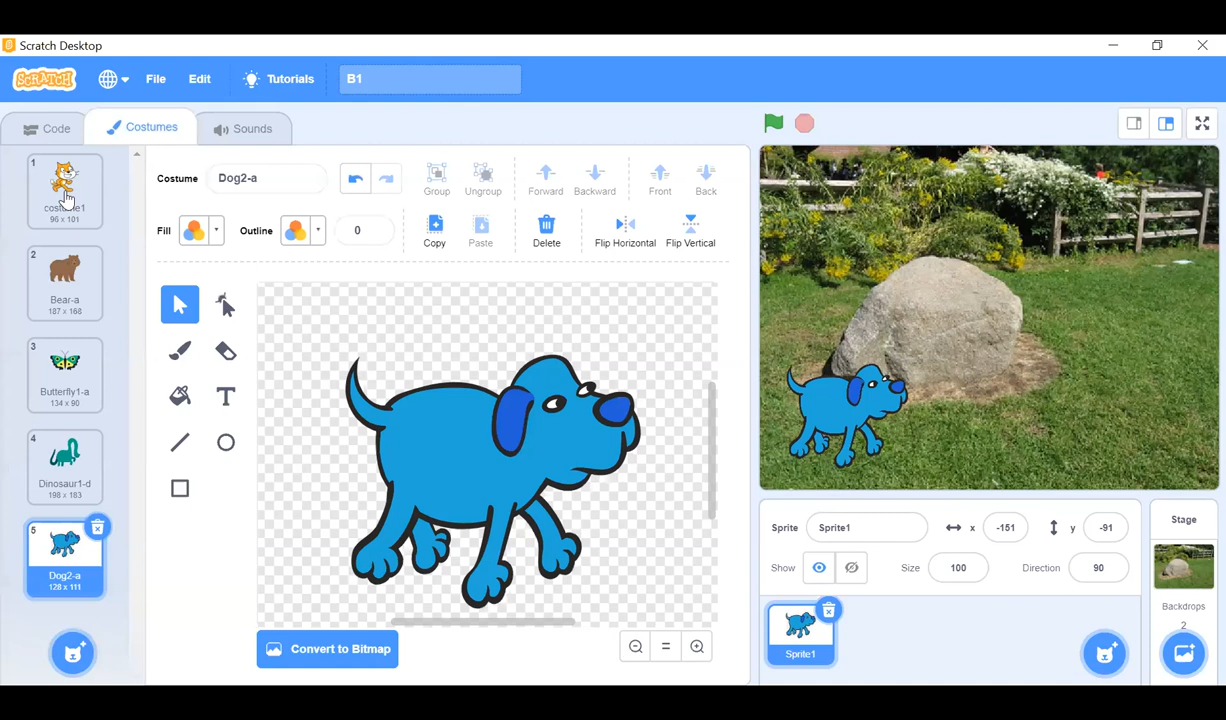 Scratch Desktop
SCRATCH File Edit Tutorials B1
Code Costumes Sounds
1
costume1
96 x 101
2
Bear-a
187 x 168
3
Butterfly1-a
134 x 90
4
Dinosaur1-d
198 x 183
5
Dog2-a
128 x 111
Costume Dog2-a Group Ungroup Forward Backward Front Back
Fill Outline 0 Copy Paste Delete Flip Horizontal Flip Vertical
T
Convert to Bitmap
Sprite Sprite1 x -151 y -91
Show Size 100 Direction 90
Sprite1
Stage
Backdrops
2